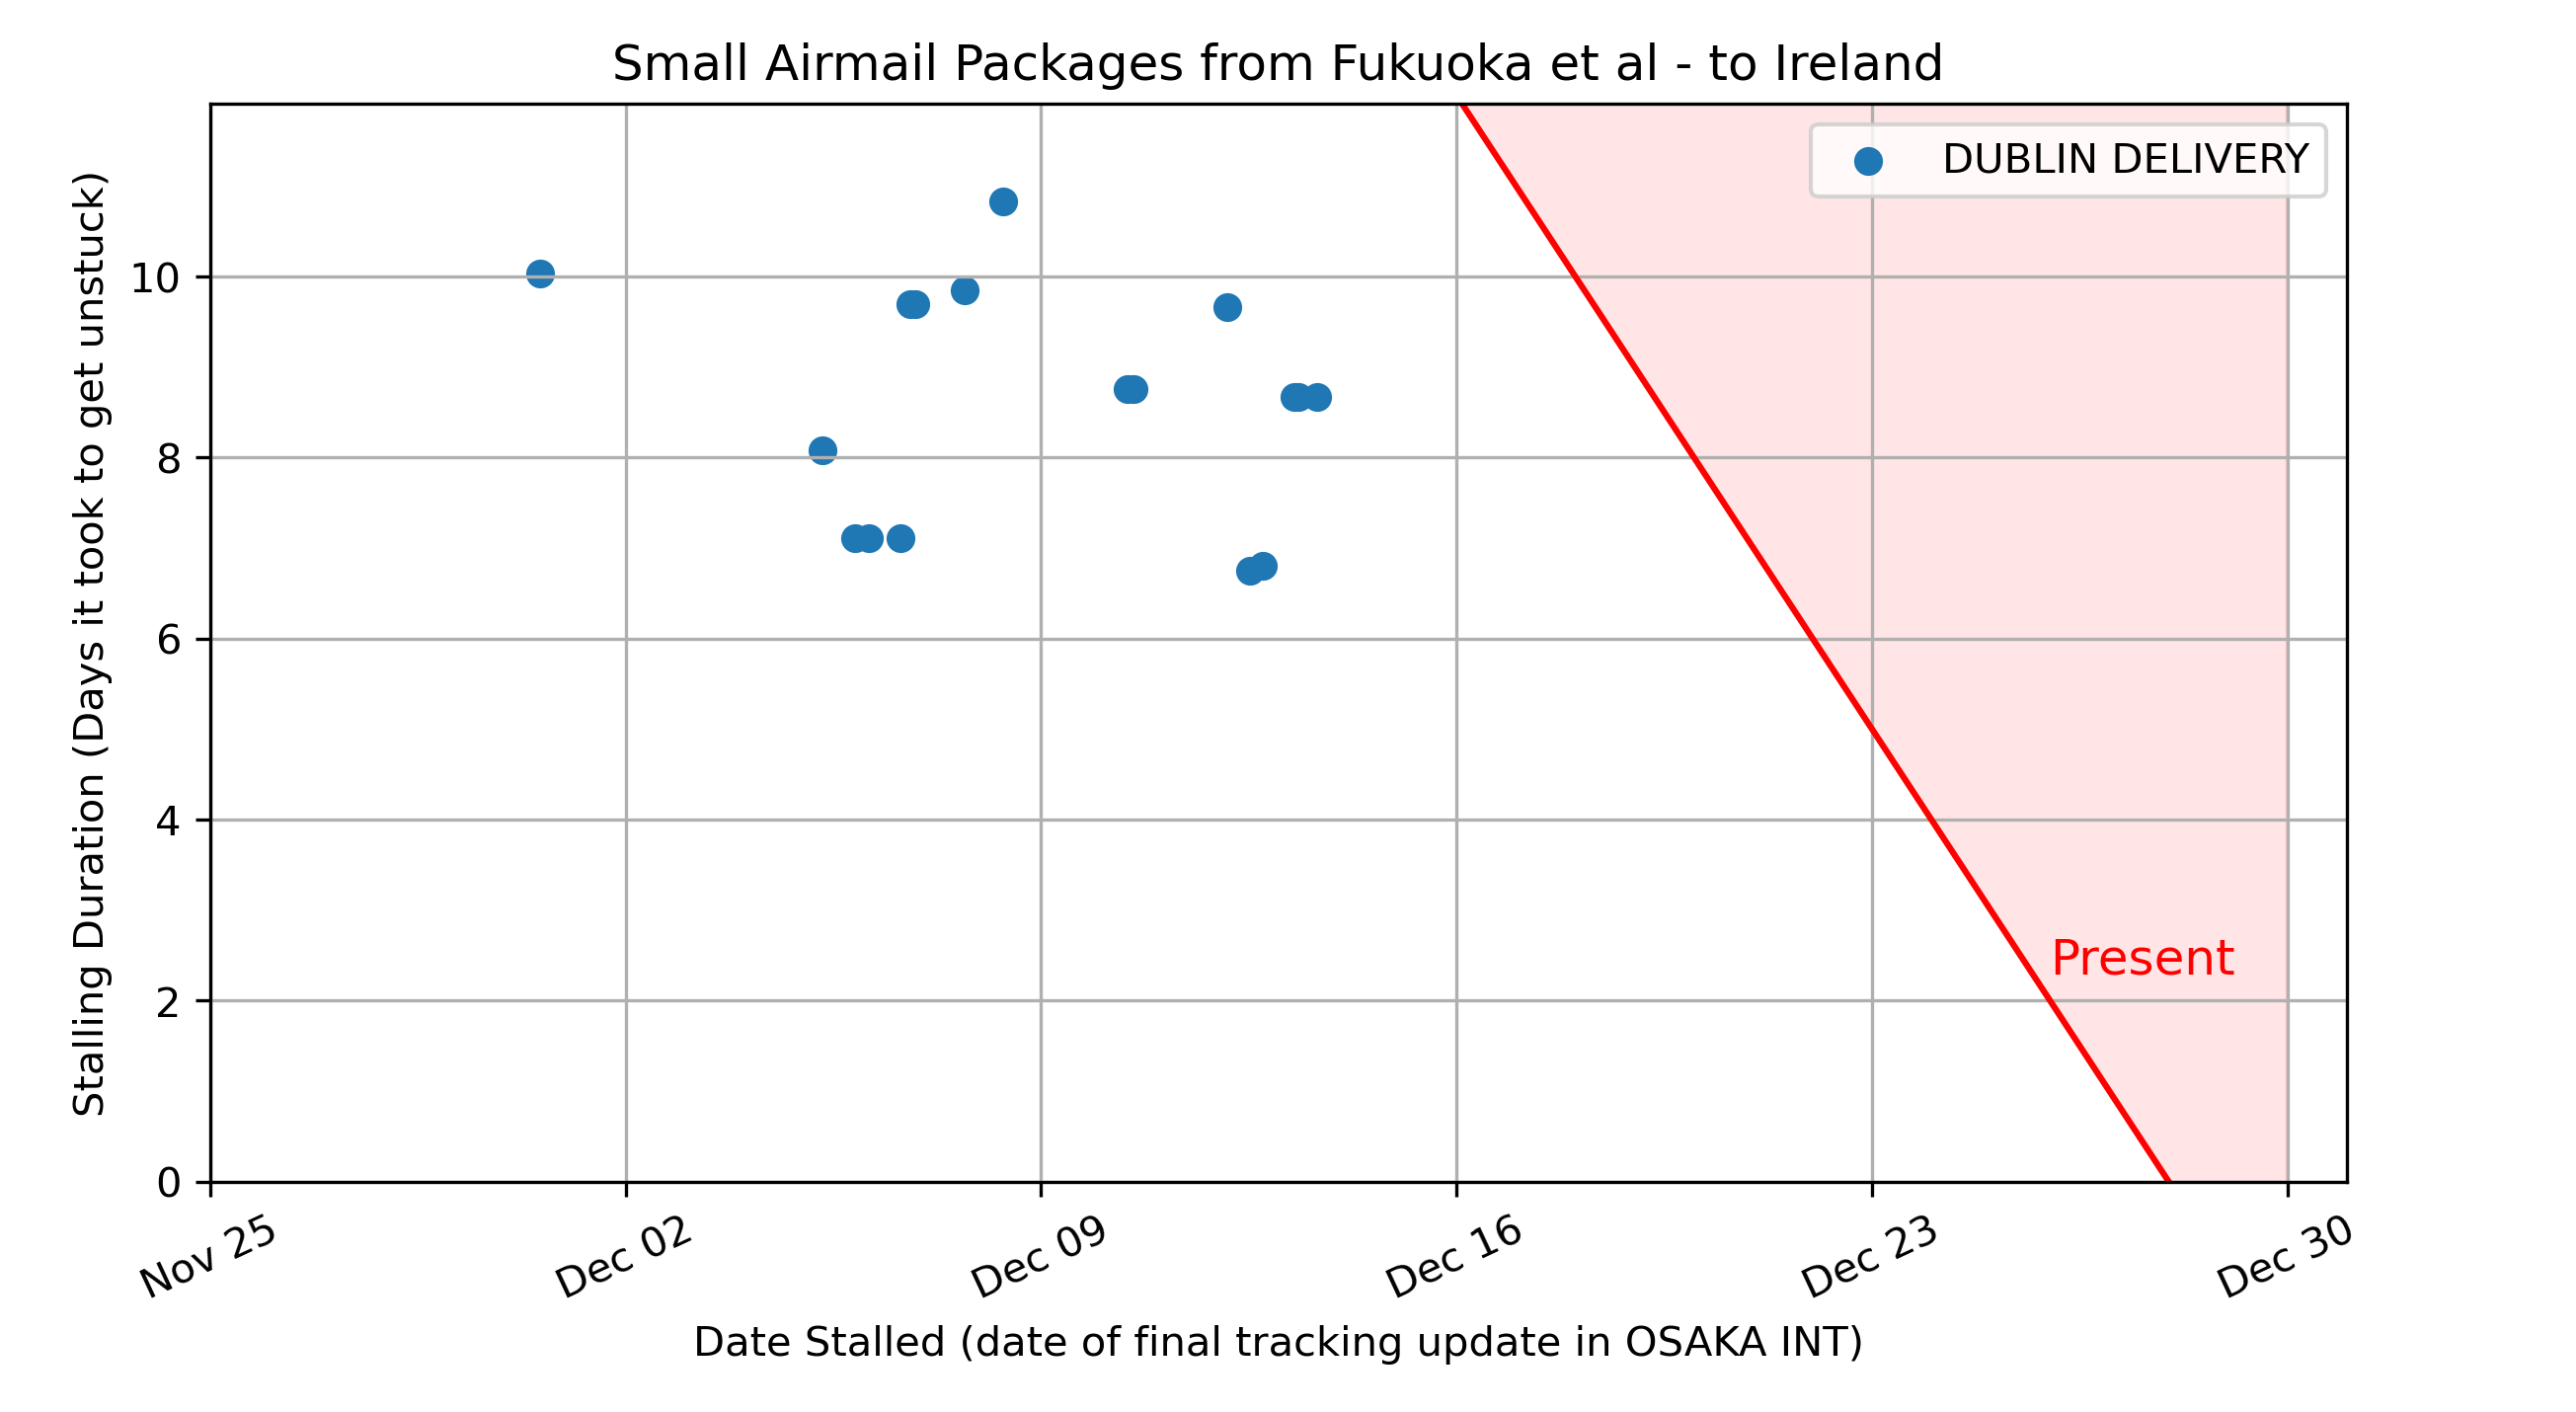 Small Airmail Packages from Fukuoka et al - to Ireland
DUBLIN DELIVERY
Stalling Duration (Days it took to get unstuck)
10
8
6
4
2
0
Present
Nov 25
Dec 02
Dec 09
Dec 16
Dec 23
Dec 30
Date Stalled (date of final tracking update in OSAKA INT)